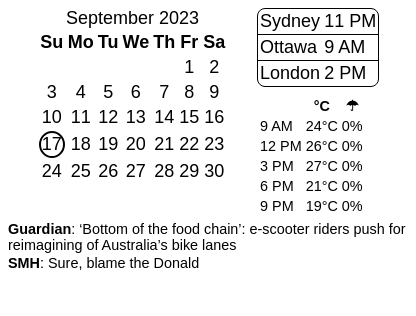 September 2023
Su Mo Tu We Th Fr Sa
1 2
3 4 5 6 7 8 9
10 11 12 13 14 15 16
17 18 19 20 21 22 23
24 25 26 27 28 29 30
Sydney 11 PM
Ottawa 9 AM
London 2 PM
°C ☂
9 AM 24°C 0%
12 PM 26°C 0%
3 PM 27°C 0%
6 PM 21°C 0%
9 PM 19°C 0%
Guardian: ‘Bottom of the food chain’: e-scooter riders push for
reimagining of Australia’s bike lanes
SMH: Sure, blame the Donald